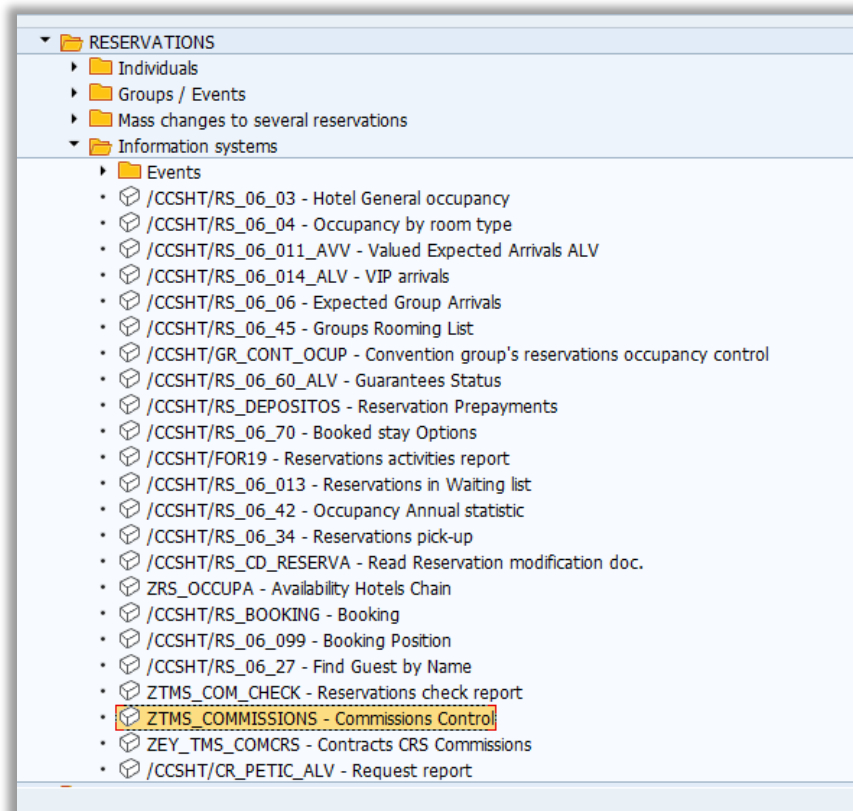 RESERVATIONS
Individuals
Groups / Events
Mass changes to several reservations
Information systems
Events
/CCSHT/RS_06_03 - Hotel General occupancy
/CCSHT/RS_06_04 - Occupancy by room type
/CCSHT/RS_06_011_AVV - Valued Expected Arrivals ALV
/CCSHT/RS_06_014_ALV - VIP arrivals
/CCSHT/RS_06_06 - Expected Group Arrivals
/CCSHT/RS_06_45 - Groups Rooming List
/CCSHT/GR_CONT_OCUP - Convention group's reservations occupancy control
/CCSHT/RS_06_60_ALV - Guarantees Status
/CCSHT/RS_DEPOSITOS - Reservation Prepayments
/CCSHT/RS_06_70 - Booked stay Options
/CCSHT/FOR19 - Reservations activities report
/CCSHT/RS_06_013 - Reservations in Waiting list
/CCSHT/RS_06_42 - Occupancy Annual statistic
/CCSHT/RS_06_34 - Reservations pick-up
/CCSHT/RS_CD_RESERVA - Read Reservation modification doc.
ZRS_OCCUPA - Availability Hotels Chain
/CCSHT/RS_BOOKING - Booking
/CCSHT/RS_06_099 - Booking Position
/CCSHT/RS_06_27 - Find Guest by Name
ZTMS_COM_CHECK - Reservations check report
ZTMS_COMMISSIONS - Commissions Control
ZEY_TMS_COMCRS - Contracts CRS Commissions
/CCSHT/CR_PETIC_ALV - Request report